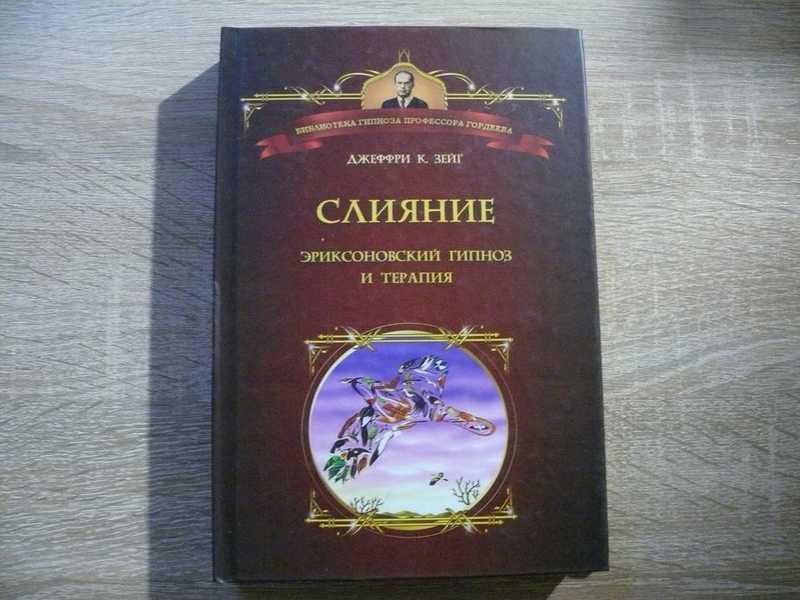 БИБЛИОТЕКА ГИПНОЗА ПРОФЕССОРА ГОРДЕЕВА
ДЖЕФФРИ К. ЗЕЙГ
СЛИЯНИЕ
ЭРИКСОНОВСКИЙ ГИПНОЗ
И ТЕРАПИЯ